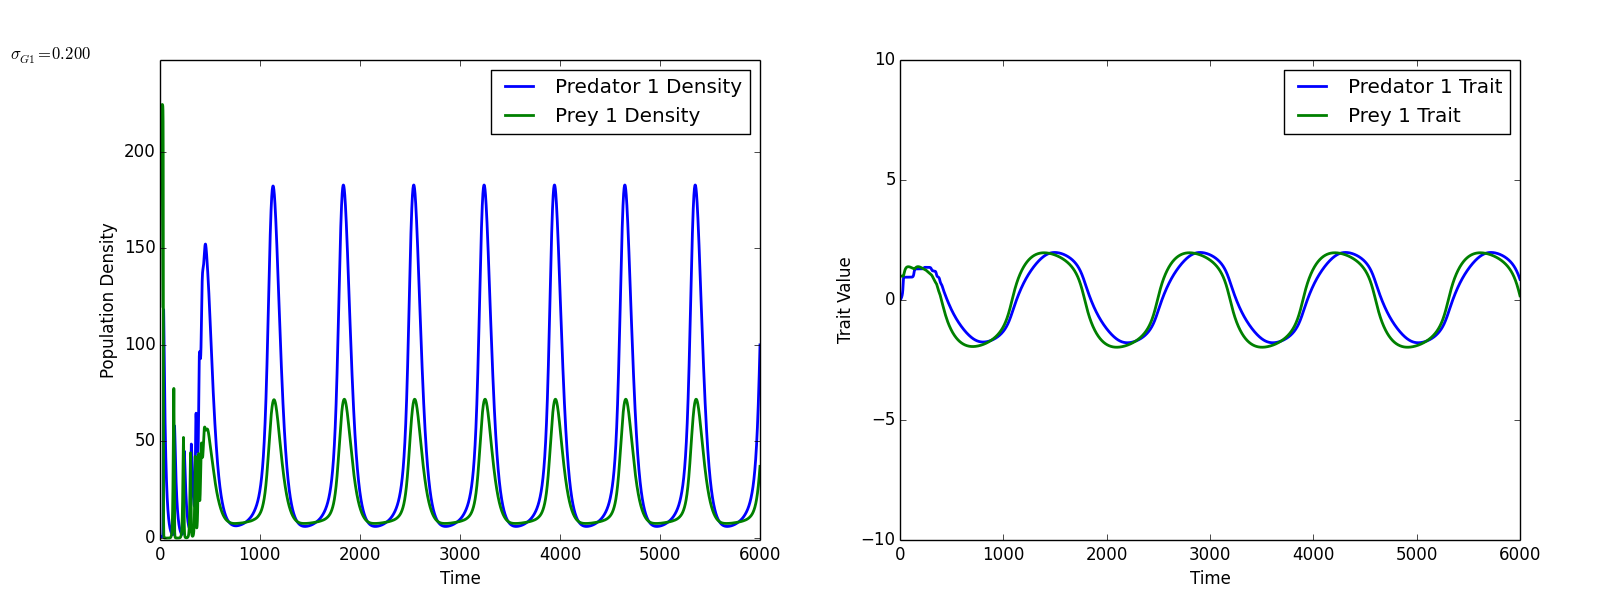 σG1=0.200
Predator 1 Density
Prey 1 Density
Population Density
200
150
100
50
0
0 1000 2000 3000 4000 5000 6000
Time
Predator 1 Trait
Prey 1 Trait
Trait Value
10
5
0
−5
−10
0 1000 2000 3000 4000 5000 6000
Time